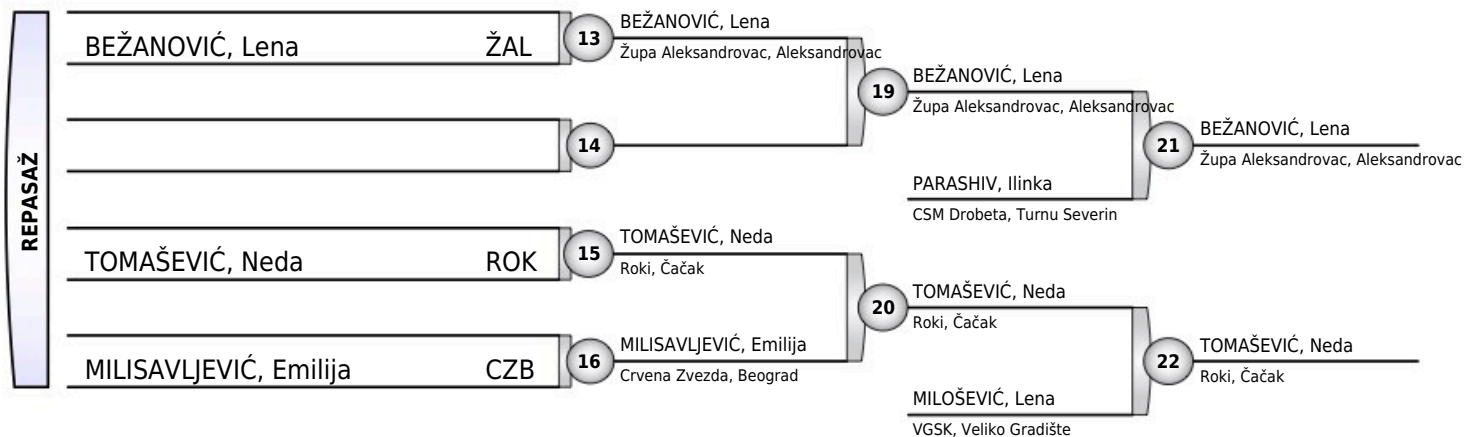 REPASAŽ
BEŽANOVIĆ, Lena ŽAL
13
BEŽANOVIĆ, Lena
Župa Aleksandrovac, Aleksandrovac
14
19
BEŽANOVIĆ, Lena
Župa Aleksandrovac, Aleksandrovac
PARASHIV, Ilinka
CSM Drobeta, Turnu Severin
21
BEŽANOVIĆ, Lena
Župa Aleksandrovac, Aleksandrovac
TOMAŠEVIĆ, Neda ROK
15
TOMAŠEVIĆ, Neda
Roki, Čačak
MILISAVLJEVIĆ, Emilija CZB
16
MILISAVLJEVIĆ, Emilija
Crvena Zvezda, Beograd
20
TOMAŠEVIĆ, Neda
Roki, Čačak
MILOŠEVIĆ, Lena
VGSK, Veliko Gradište
22
TOMAŠEVIĆ, Neda
Roki, Čačak